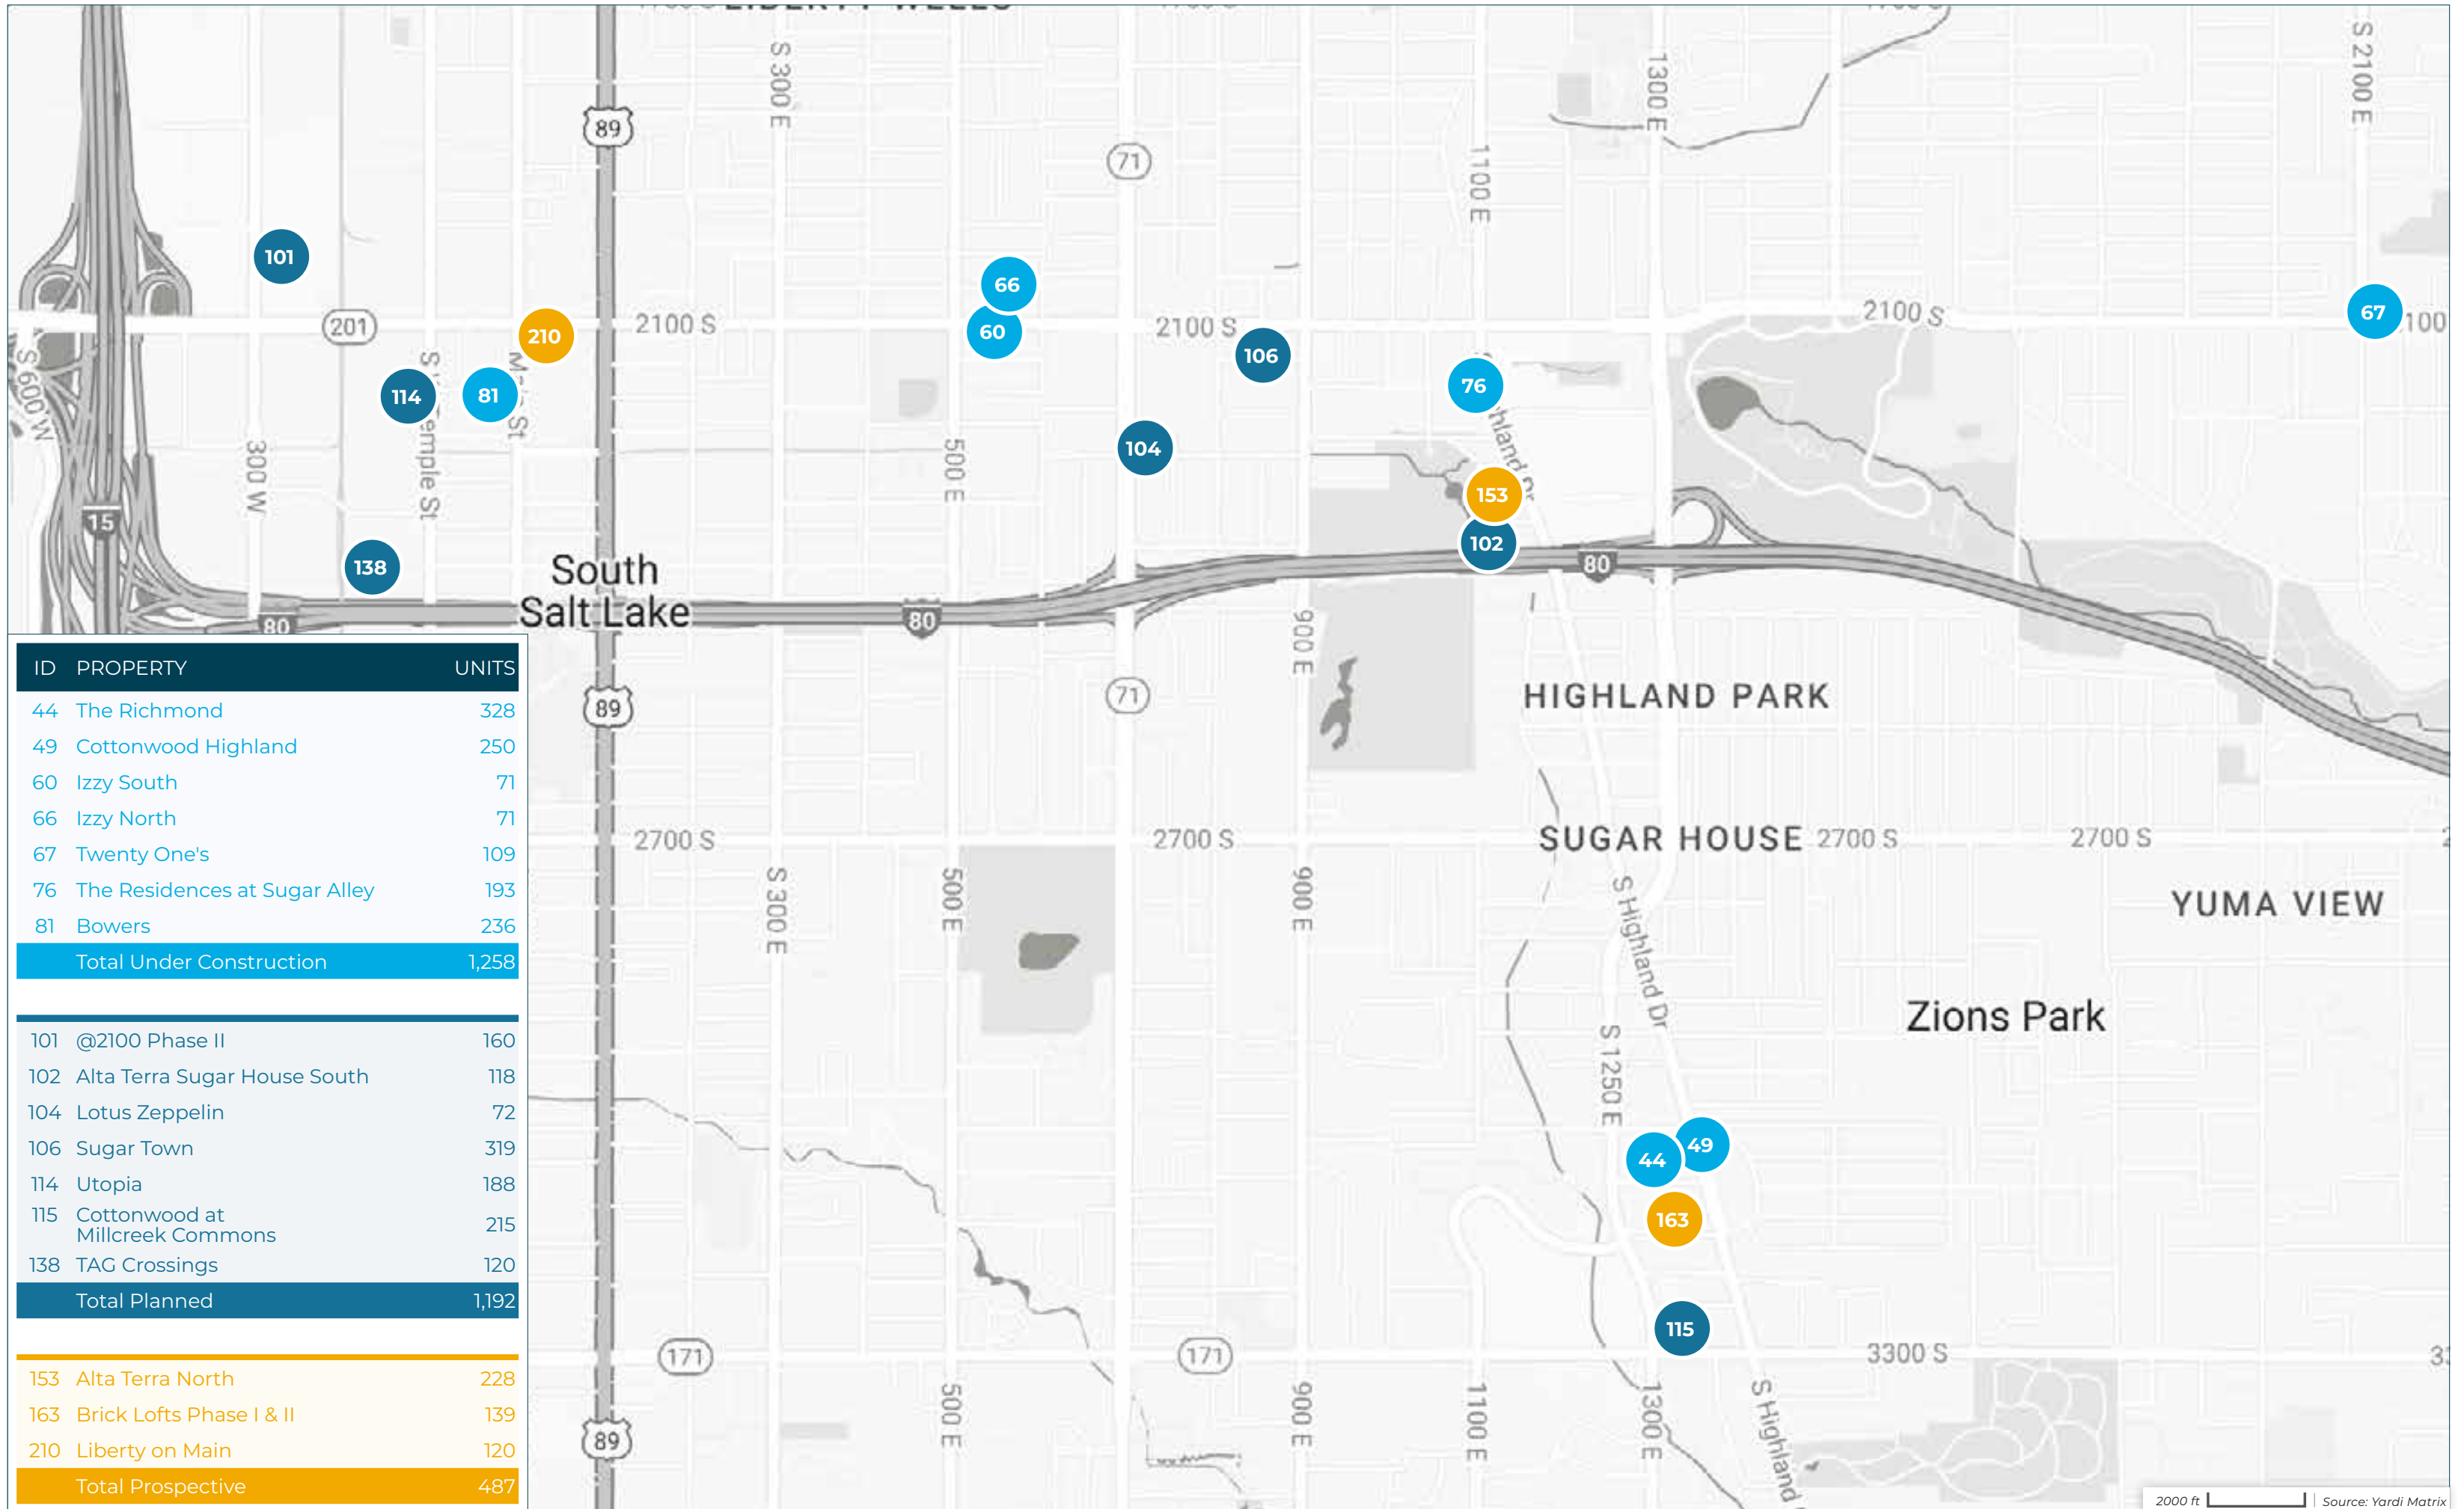 LIBERTY WELLS
S 300 E
1300 E
S 2100 E
89
71
1100 E
101
66
67
201
210
2100 S
60
2100 S
106
2100 S
S 600 W
114
81
76
104
300 W
500 E
153
15
138
South
Salt Lake
102
80
80
80
900 E
89
71
HIGHLAND PARK
2700 S
2700 S
SUGAR HOUSE
2700 S
2700 S
S 300 E
500 E
900 E
S Highland Dr
YUMA VIEW
Zions Park
S 1250 E
49
44
163
115
171
171
3300 S
500 E
900 E
1100 E
1300 E
S Highland
89
ID PROPERTY UNITS
44 The Richmond 328
49 Cottonwood Highland 250
60 Izzy South 71
66 Izzy North 71
67 Twenty One's 109
76 The Residences at Sugar Alley 193
81 Bowers 236
Total Under Construction 1,258
101 @2100 Phase II 160
102 Alta Terra Sugar House South 118
104 Lotus Zeppelin 72
106 Sugar Town 319
114 Utopia 188
115 Cottonwood at
Millcreek Commons 215
138 TAG Crossings 120
Total Planned 1,192
153 Alta Terra North 228
163 Brick Lofts Phase I & II 139
210 Liberty on Main 120
Total Prospective 487
2000 ft
Source: Yardi Matrix